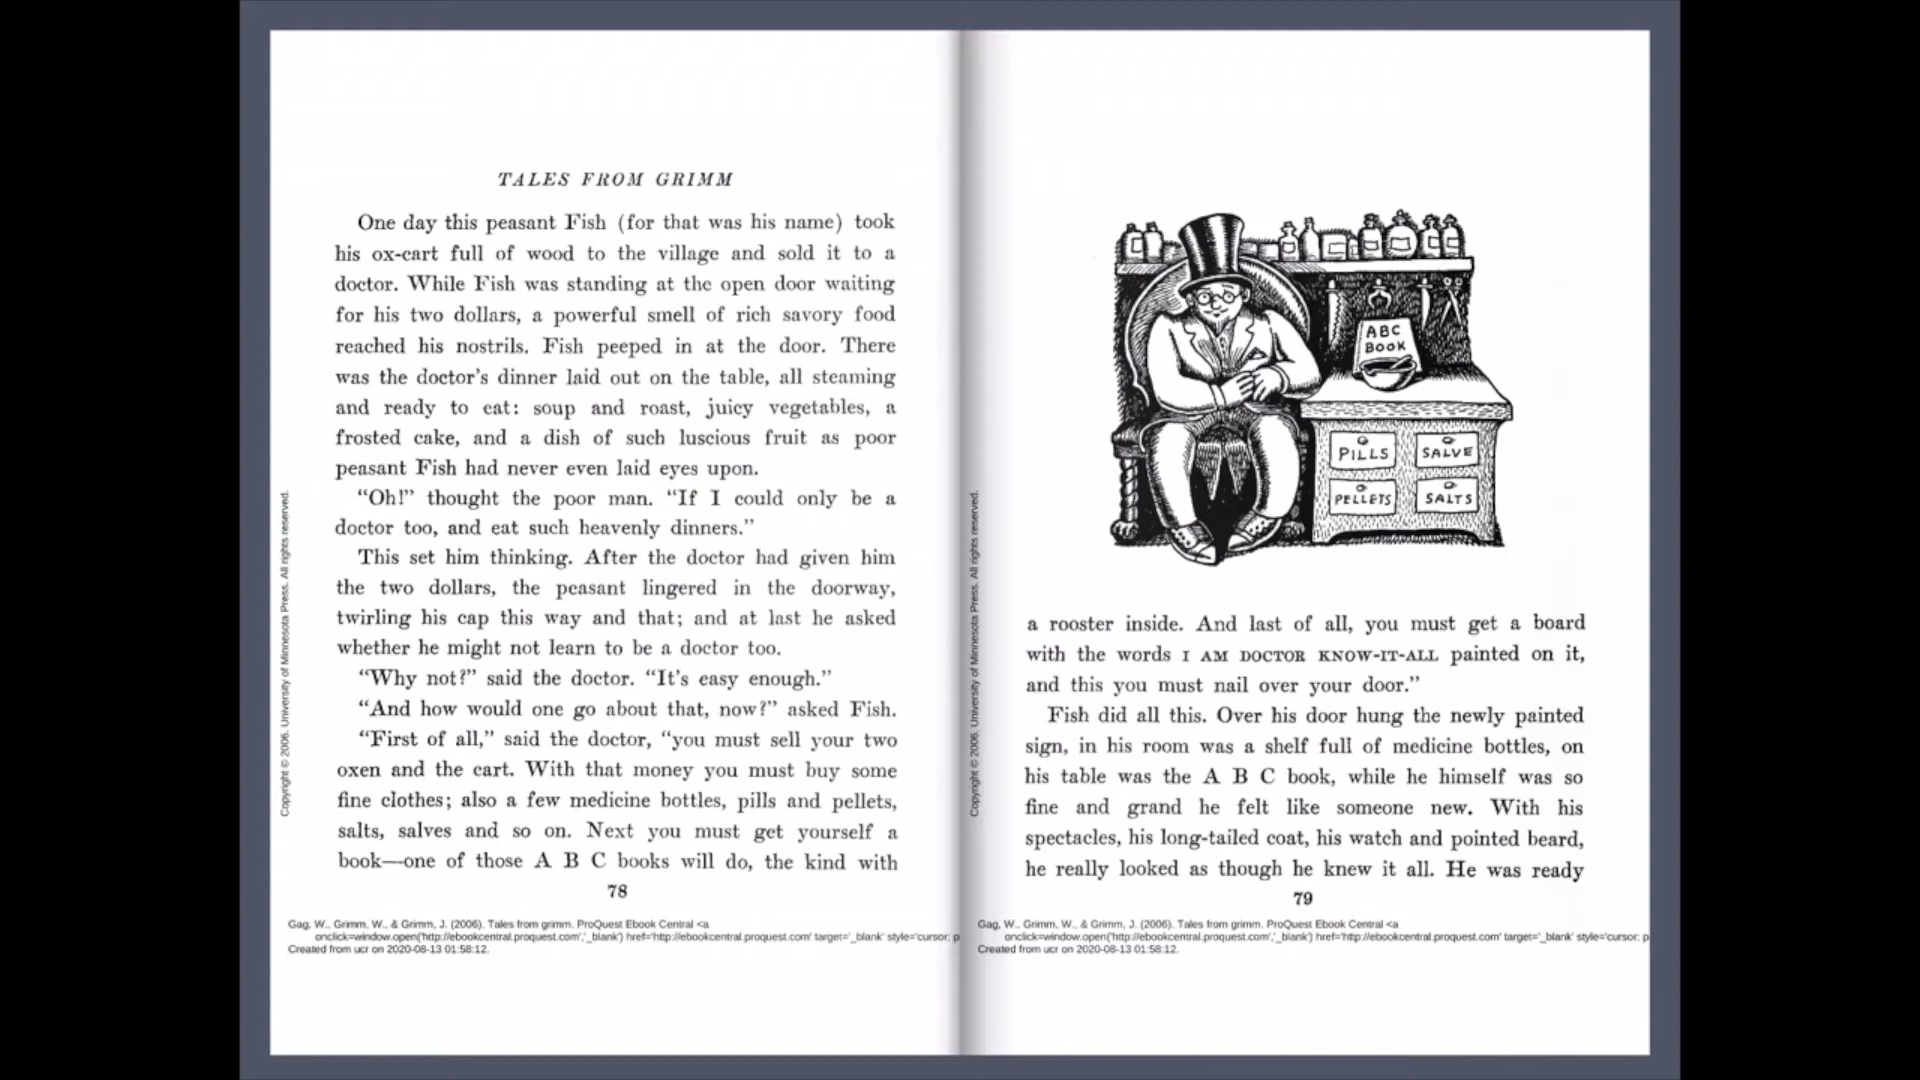 TALES FROM GRIMM
One day this peasant Fish (for that was his name) took
his ox-cart full of wood to the village and sold it to a
doctor. While Fish was standing at the open door waiting
for his two dollars, a powerful smell of rich savory food
reached his nostrils. Fish peeped in at the door. There
was the doctor's dinner laid out on the table, all steaming
and ready to eat: soup and roast, juicy vegetables, a
frosted cake, and a dish of such luscious fruit as poor
peasant Fish had never even laid eyes upon.
“Oh!” thought the poor man. “If I could only be a
doctor too, and eat such heavenly dinners.”
This set him thinking. After the doctor had given him
the two dollars, the peasant lingered in the doorway,
twirling his cap this way and that; and at last he asked
whether he might not learn to be a doctor too.
“Why not?” said the doctor. “It's easy enough.”
“And how would one go about that, now?” asked Fish.
“First of all,” said the doctor, “you must sell your two
oxen and the cart. With that money you must buy some
fine clothes; also a few medicine bottles, pills and pellets,
salts, salves and so on. Next you must get yourself a
book—one of those A B C books will do, the kind with
78
Gag, W., Grimm, W., & Grimm, J. (2006). Tales from grimm. ProQuest Ebook Central <a
onclick=window.open('http://ebookcentral.proquest.com','_blank') href='http://ebookcentral.proquest.com' target='_blank' style='cursor: p
Created from ucr on 2020-08-13 01:58:12.
Copyright © 2006. University of Minnesota Press. All rights reserved.
ABC
BOOK
PILLS
SALVE
PELLETS
SALTS
a rooster inside. And last of all, you must get a board
with the words I AM DOCTOR KNOW-IT-ALL painted on it,
and this you must nail over your door.”
Fish did all this. Over his door hung the newly painted
sign, in his room was a shelf full of medicine bottles, on
his table was the A B C book, while he himself was so
fine and grand he felt like someone new. With his
spectacles, his long-tailed coat, his watch and pointed beard,
he really looked as though he knew it all. He was ready
79
Gag, W., Grimm, W., & Grimm, J. (2006). Tales from grimm. ProQuest Ebook Central <a
onclick=window.open('http://ebookcentral.proquest.com','_blank') href='http://ebookcentral.proquest.com' target='_blank' style='cursor: p
Created from ucr on 2020-08-13 01:58:12.
Copyright © 2006. University of Minnesota Press. All rights reserved.